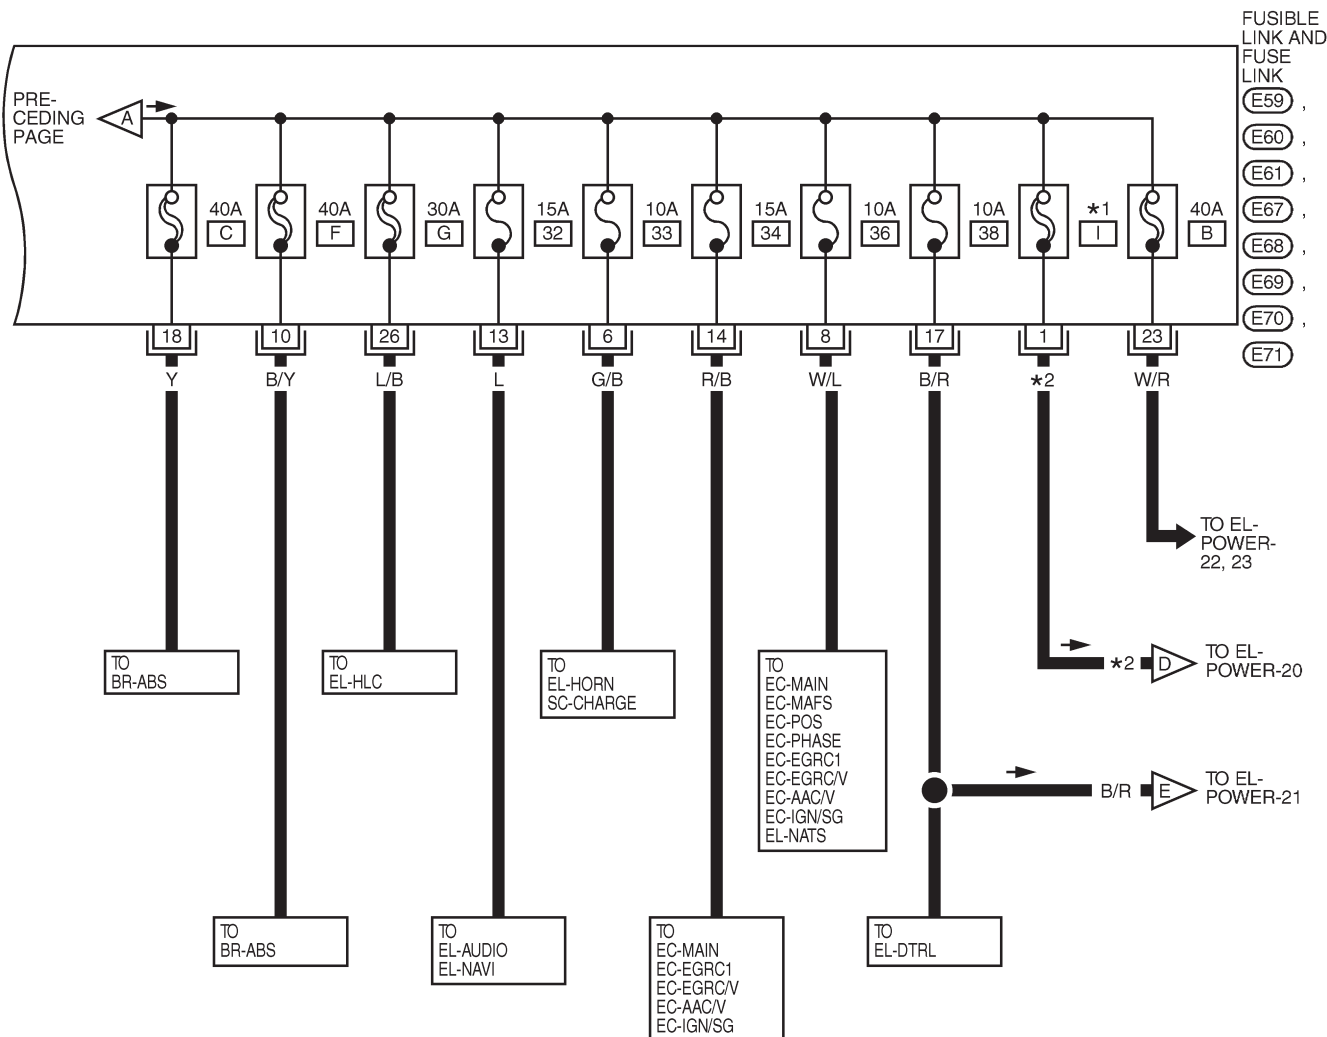 FUSIBLE
LINK AND
FUSE
LINK
E59 ,
E60 ,
E61 ,
E67 ,
E68 ,
E69 ,
E70 ,
E71
PRE-
CEDING
PAGE
A
40A 40A 30A 15A 10A 15A 10A 10A *1 40A
C F G 32 33 34 36 38 I B
18 10 26 13 6 14 8 17 1 23
Y B/Y L/B L G/B R/B W/L B/R *2 W/R
TO EL-
POWER-
22, 23
*2 D
TO EL-
POWER-20
B/R E
TO EL-
POWER-21
TO
BR-ABS
TO
EL-HLC
TO
EL-HORN
SC-CHARGE
TO
EC-MAIN
EC-MAFS
EC-POS
EC-PHASE
EC-EGRC1
EC-EGRC/V
EC-AAC/V
EC-IGN/SG
EL-NATS
TO
BR-ABS
TO
EL-AUDIO
EL-NAVI
TO
EC-MAIN
EC-EGRC1
EC-EGRC/V
EC-AAC/V
EC-IGN/SG
TO
EL-DTRL